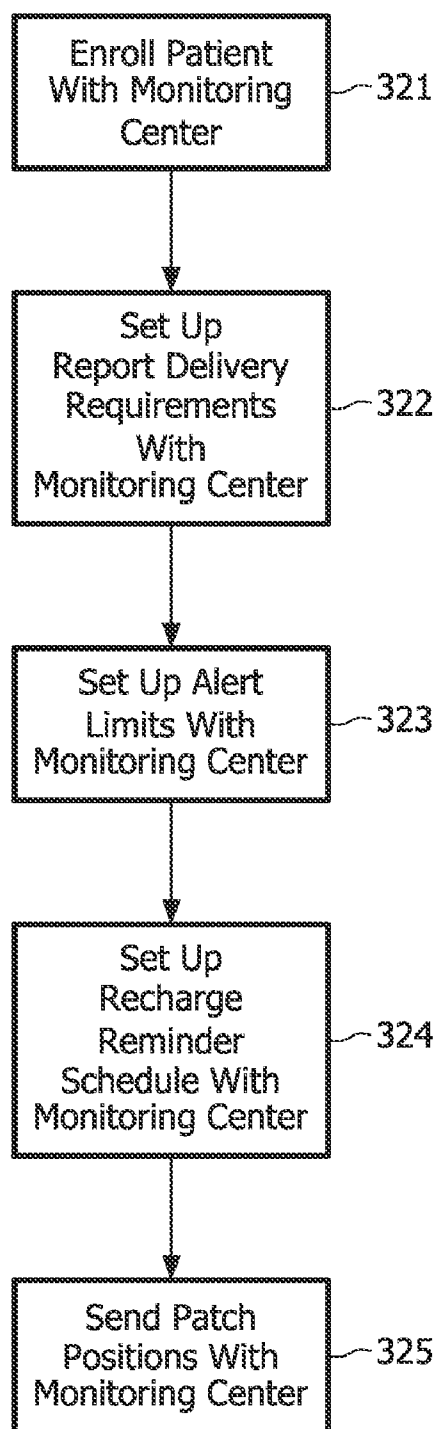 Enroll Patient
With Monitoring
Center
321
Set Up
Report Delivery
Requirements
With
Monitoring Center
322
Set Up Alert
Limits With
Monitoring Center
323
Set Up
Recharge
Reminder
Schedule With
Monitoring Center
324
Send Patch
Positions With
Monitoring Center
325